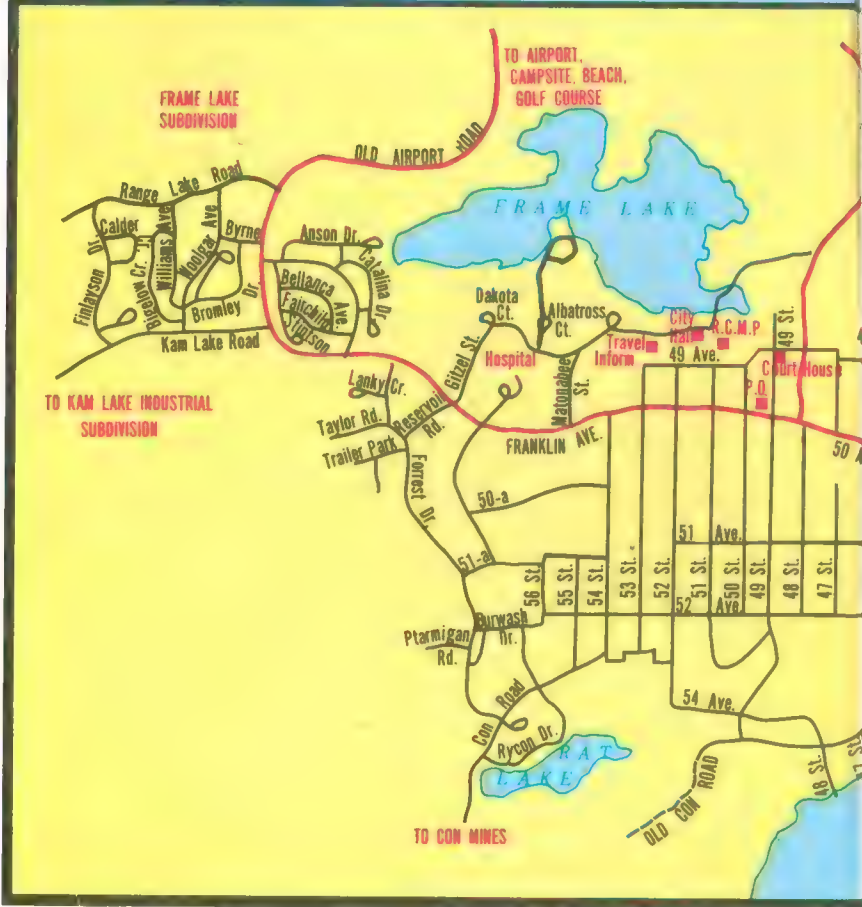 TO AIRPORT,
CAMPSITE, BEACH,
GOLF COURSE
FRAME LAKE
SUBDIVISION
OLD AIRPORT ROAD
Range Lake Road
FRAME LAKE
Calder
Dr.
Finlayson
Bigelow Cr.
Williams Ave
Woolgar Ave
Byrne
Dr.
Bromley
Anson Dr.
Catalina Dr.
Bellanca
Ave.
Fairchild
Stinson
Kam Lake Road
Dakota
Ct.
Albatross
Ct.
Gitzel St.
Hospital
Matonabee
St.
Travel
Inform
City
Hall
R.C.M.P
49 Ave.
49 St.
Court House
P.O.
TO KAM LAKE INDUSTRIAL
SUBDIVISION
Lanky Cr.
Taylor Rd.
Reservoir
Rd.
Trailer Park
Forrest Dr.
FRANKLIN AVE.
50 A
50-a
51 Ave.
51-a
56 St.
55 St.
54 St.
53 St.
52 St.
51 St.
50 St.
49 St.
48 St.
47 St.
52 Ave
Burwash
Dr.
Ptarmigan
Rd.
54 Ave.
Con Road
Rycon Dr.
RAT
LAKE
OLD CON ROAD
48 St.
7 St.
TO CON MINES